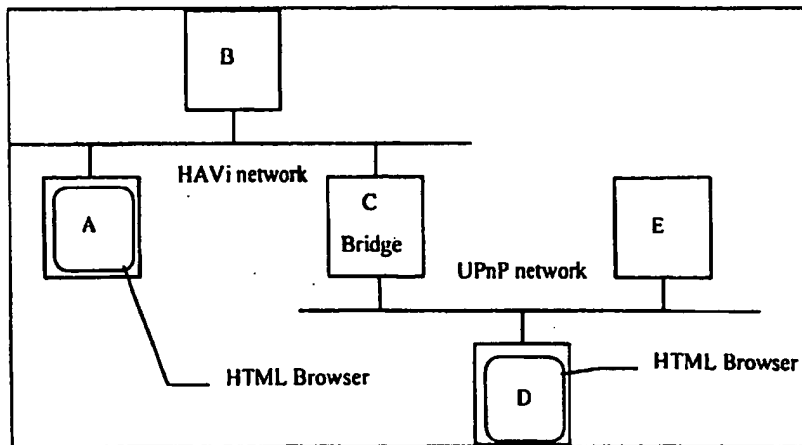 B
HAVi network
A
C
Bridge
E
UPnP network
HTML Browser
HTML Browser
D